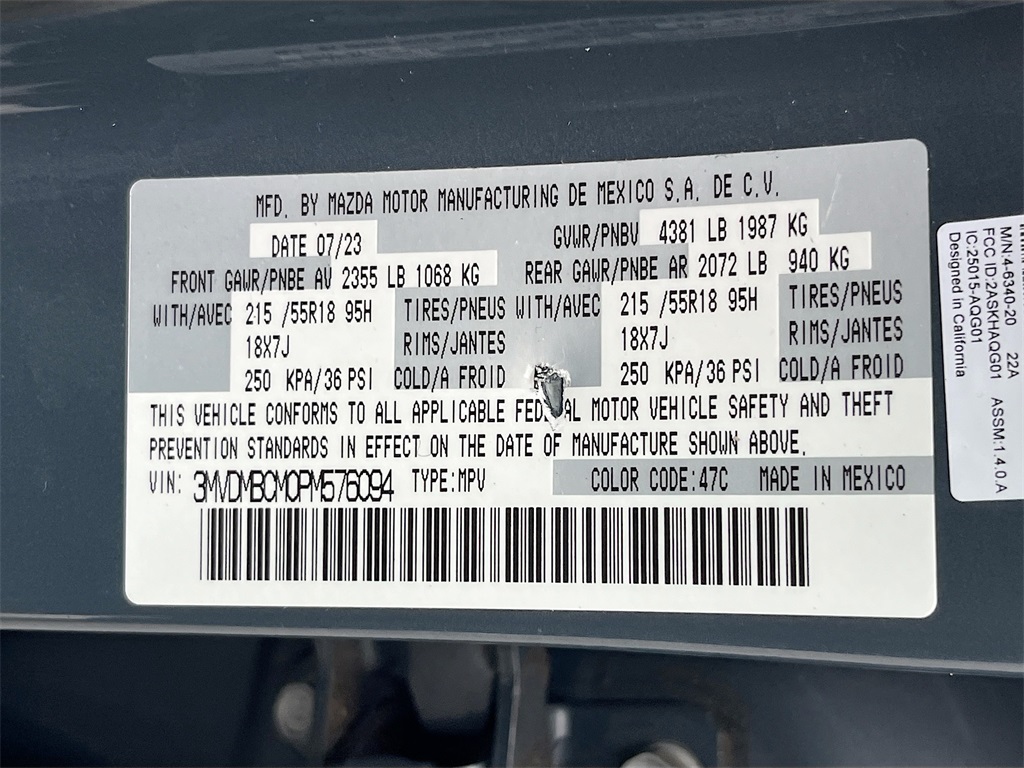 MFD. BY MAZDA MOTOR MANUFACTURING DE MEXICO S.A. DE C.V.
DATE 07/23 GVWR/PNBV 4381 LB 1987 KG
FRONT GAWR/PNBE AV 2355 LB 1068 KG REAR GAWR/PNBE AR 2072 LB 940 KG
WITH/AVEC 215 /55R18 95H TIRES/PNEUS WITH/AVEC 215 /55R18 95H TIRES/PNEUS
18X7J RIMS/JANTES 18X7J RIMS/JANTES
250 KPA/36 PSI COLD/A FROID 250 KPA/36 PSI COLD/A FROID
THIS VEHICLE CONFORMS TO ALL APPLICABLE FEDERAL MOTOR VEHICLE SAFETY AND THEFT
PREVENTION STANDARDS IN EFFECT ON THE DATE OF MANUFACTURE SHOWN ABOVE.
VIN: 3MVDMBCM0PM576094 TYPE:MPV COLOR CODE:47C MADE IN MEXICO
M/N:4-6340-20 22A
FCC ID:2ASKHAQG01 ASSM:1.4.0.A
IC:25015-AQG01
Designed in California